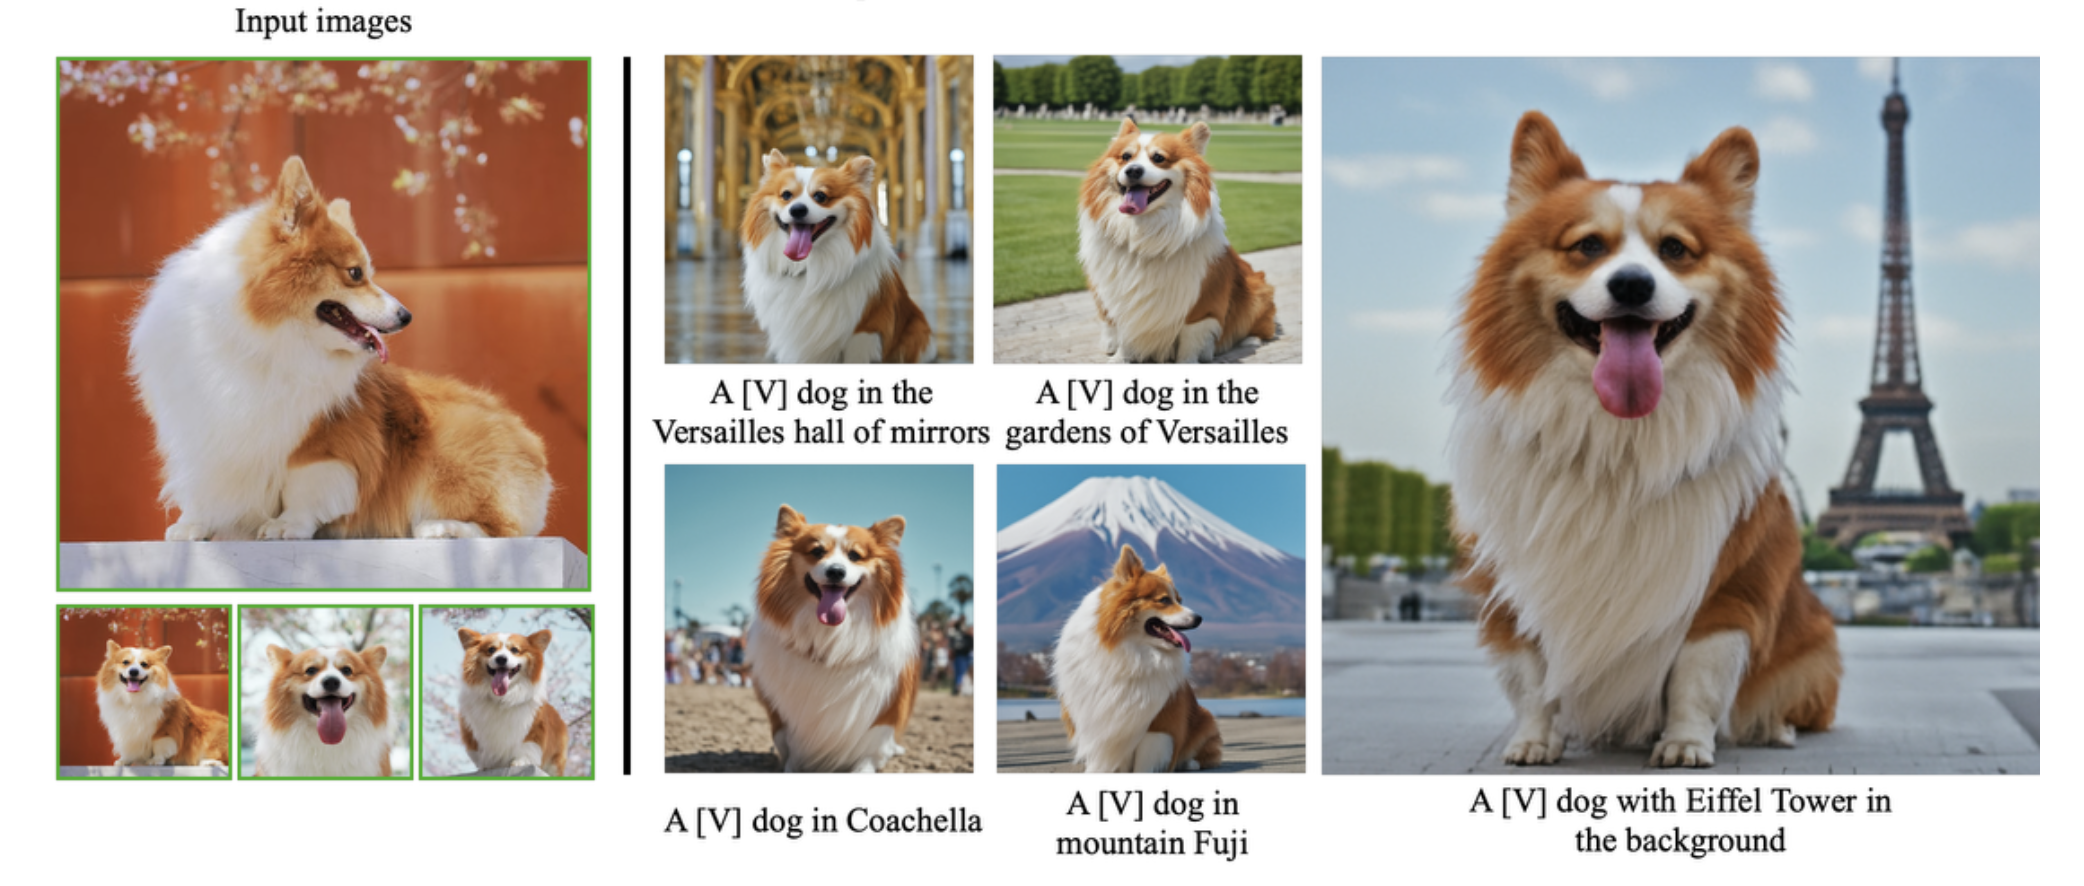 Input images
A [V] dog in the
Versailles hall of mirrors
A [V] dog in the
gardens of Versailles
A [V] dog in Coachella
A [V] dog in
mountain Fuji
A [V] dog with Eiffel Tower in
the background